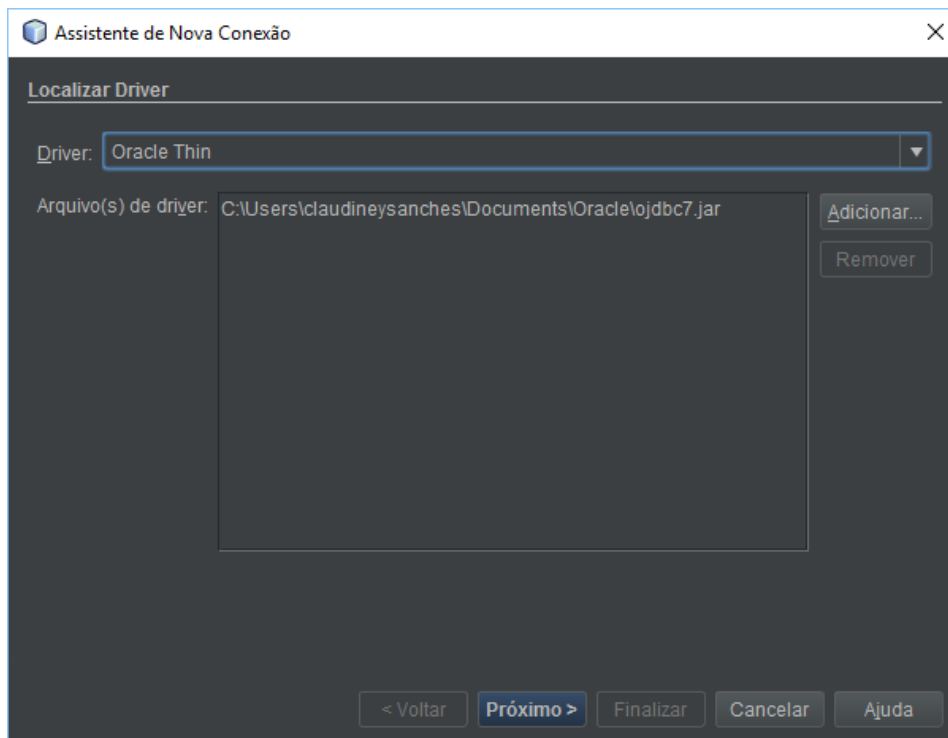 Assistente de Nova Conexão
Localizar Driver
Driver: Oracle Thin
Arquivo(s) de driver: C:\Users\claudineysanches\Documents\Oracle\ojdbc7.jar Adicionar...
Remover
< Voltar Próximo > Finalizar Cancelar Ajuda